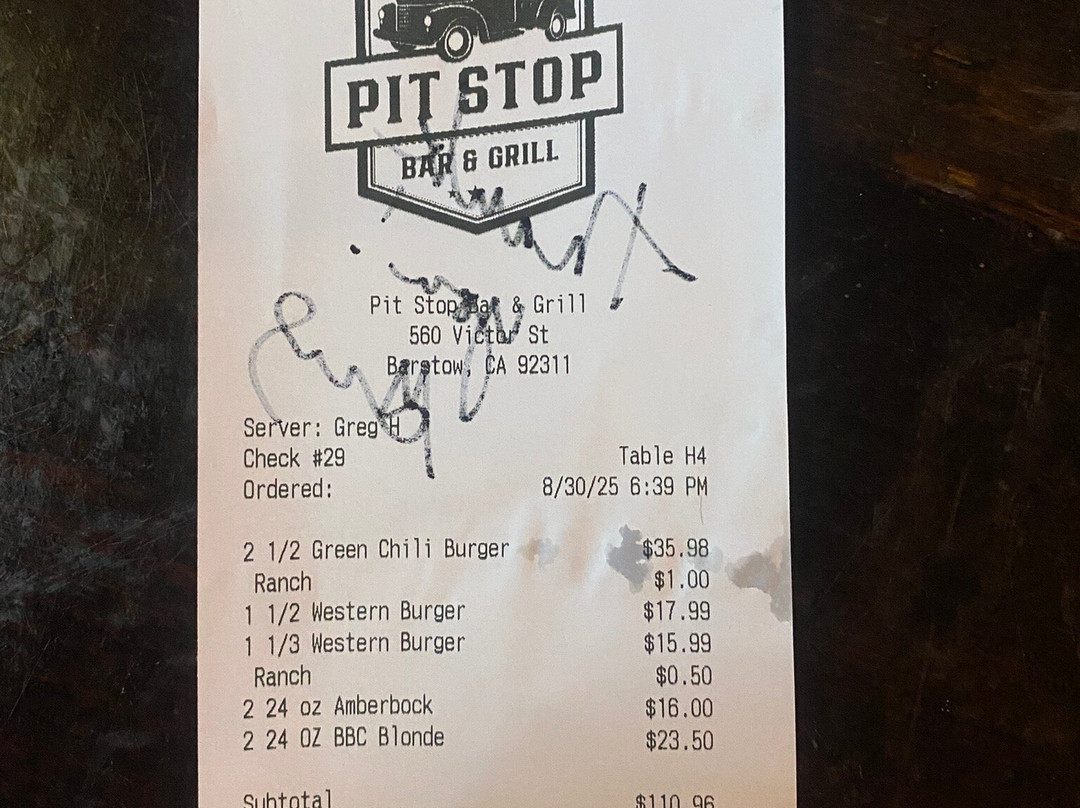 PIT STOP
BAR & GRILL
Pit Stop Bar & Grill
560 Victor St
Barstow, CA 92311
Server: Greg H
Check #29 Table H4
Ordered: 8/30/25 6:39 PM
2 1/2 Green Chili Burger $35.98
Ranch $1.00
1 1/2 Western Burger $17.99
1 1/3 Western Burger $15.99
Ranch $0.50
2 24 oz Amberbock $16.00
2 24 OZ BBC Blonde $23.50
Subtotal $110.96